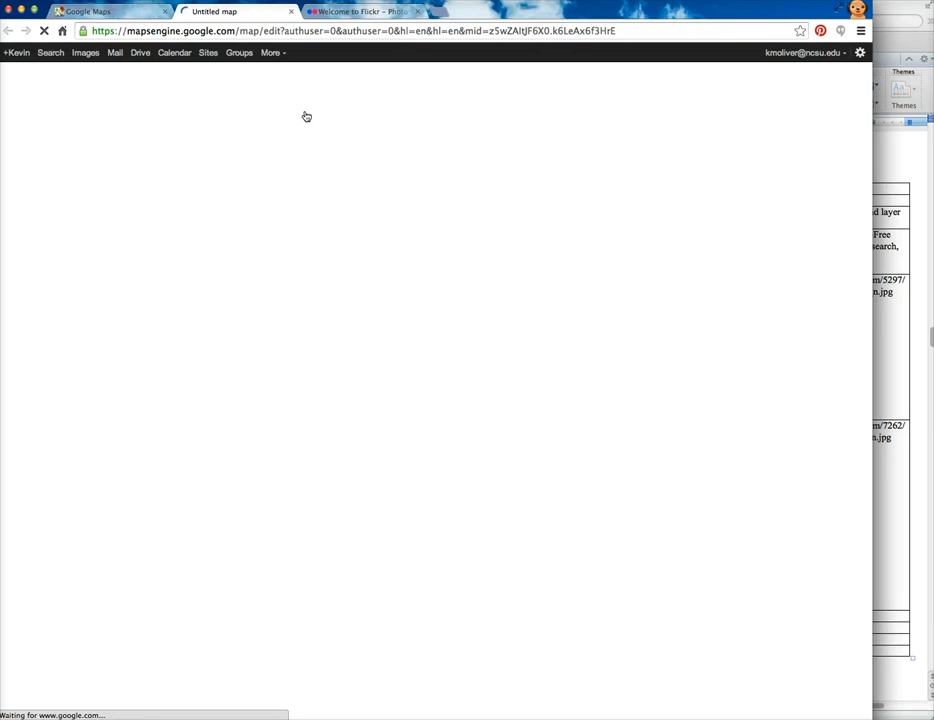 Google Maps
Untitled map
Welcome to Flickr - Photo
https://mapsengine.google.com/map/edit?authuser=0&authuser=0&hl=en&hl=en&mid=z5wZAltJF6X0.k6LeAx6f3HrE
+Kevin Search Images Mail Drive Calendar Sites Groups More
kmoliver@ncsu.edu
Themes
Aa
Themes
d layer
Free
search,
m/5297/
n.jpg
m/7262/
n.jpg
Waiting for www.google.com...